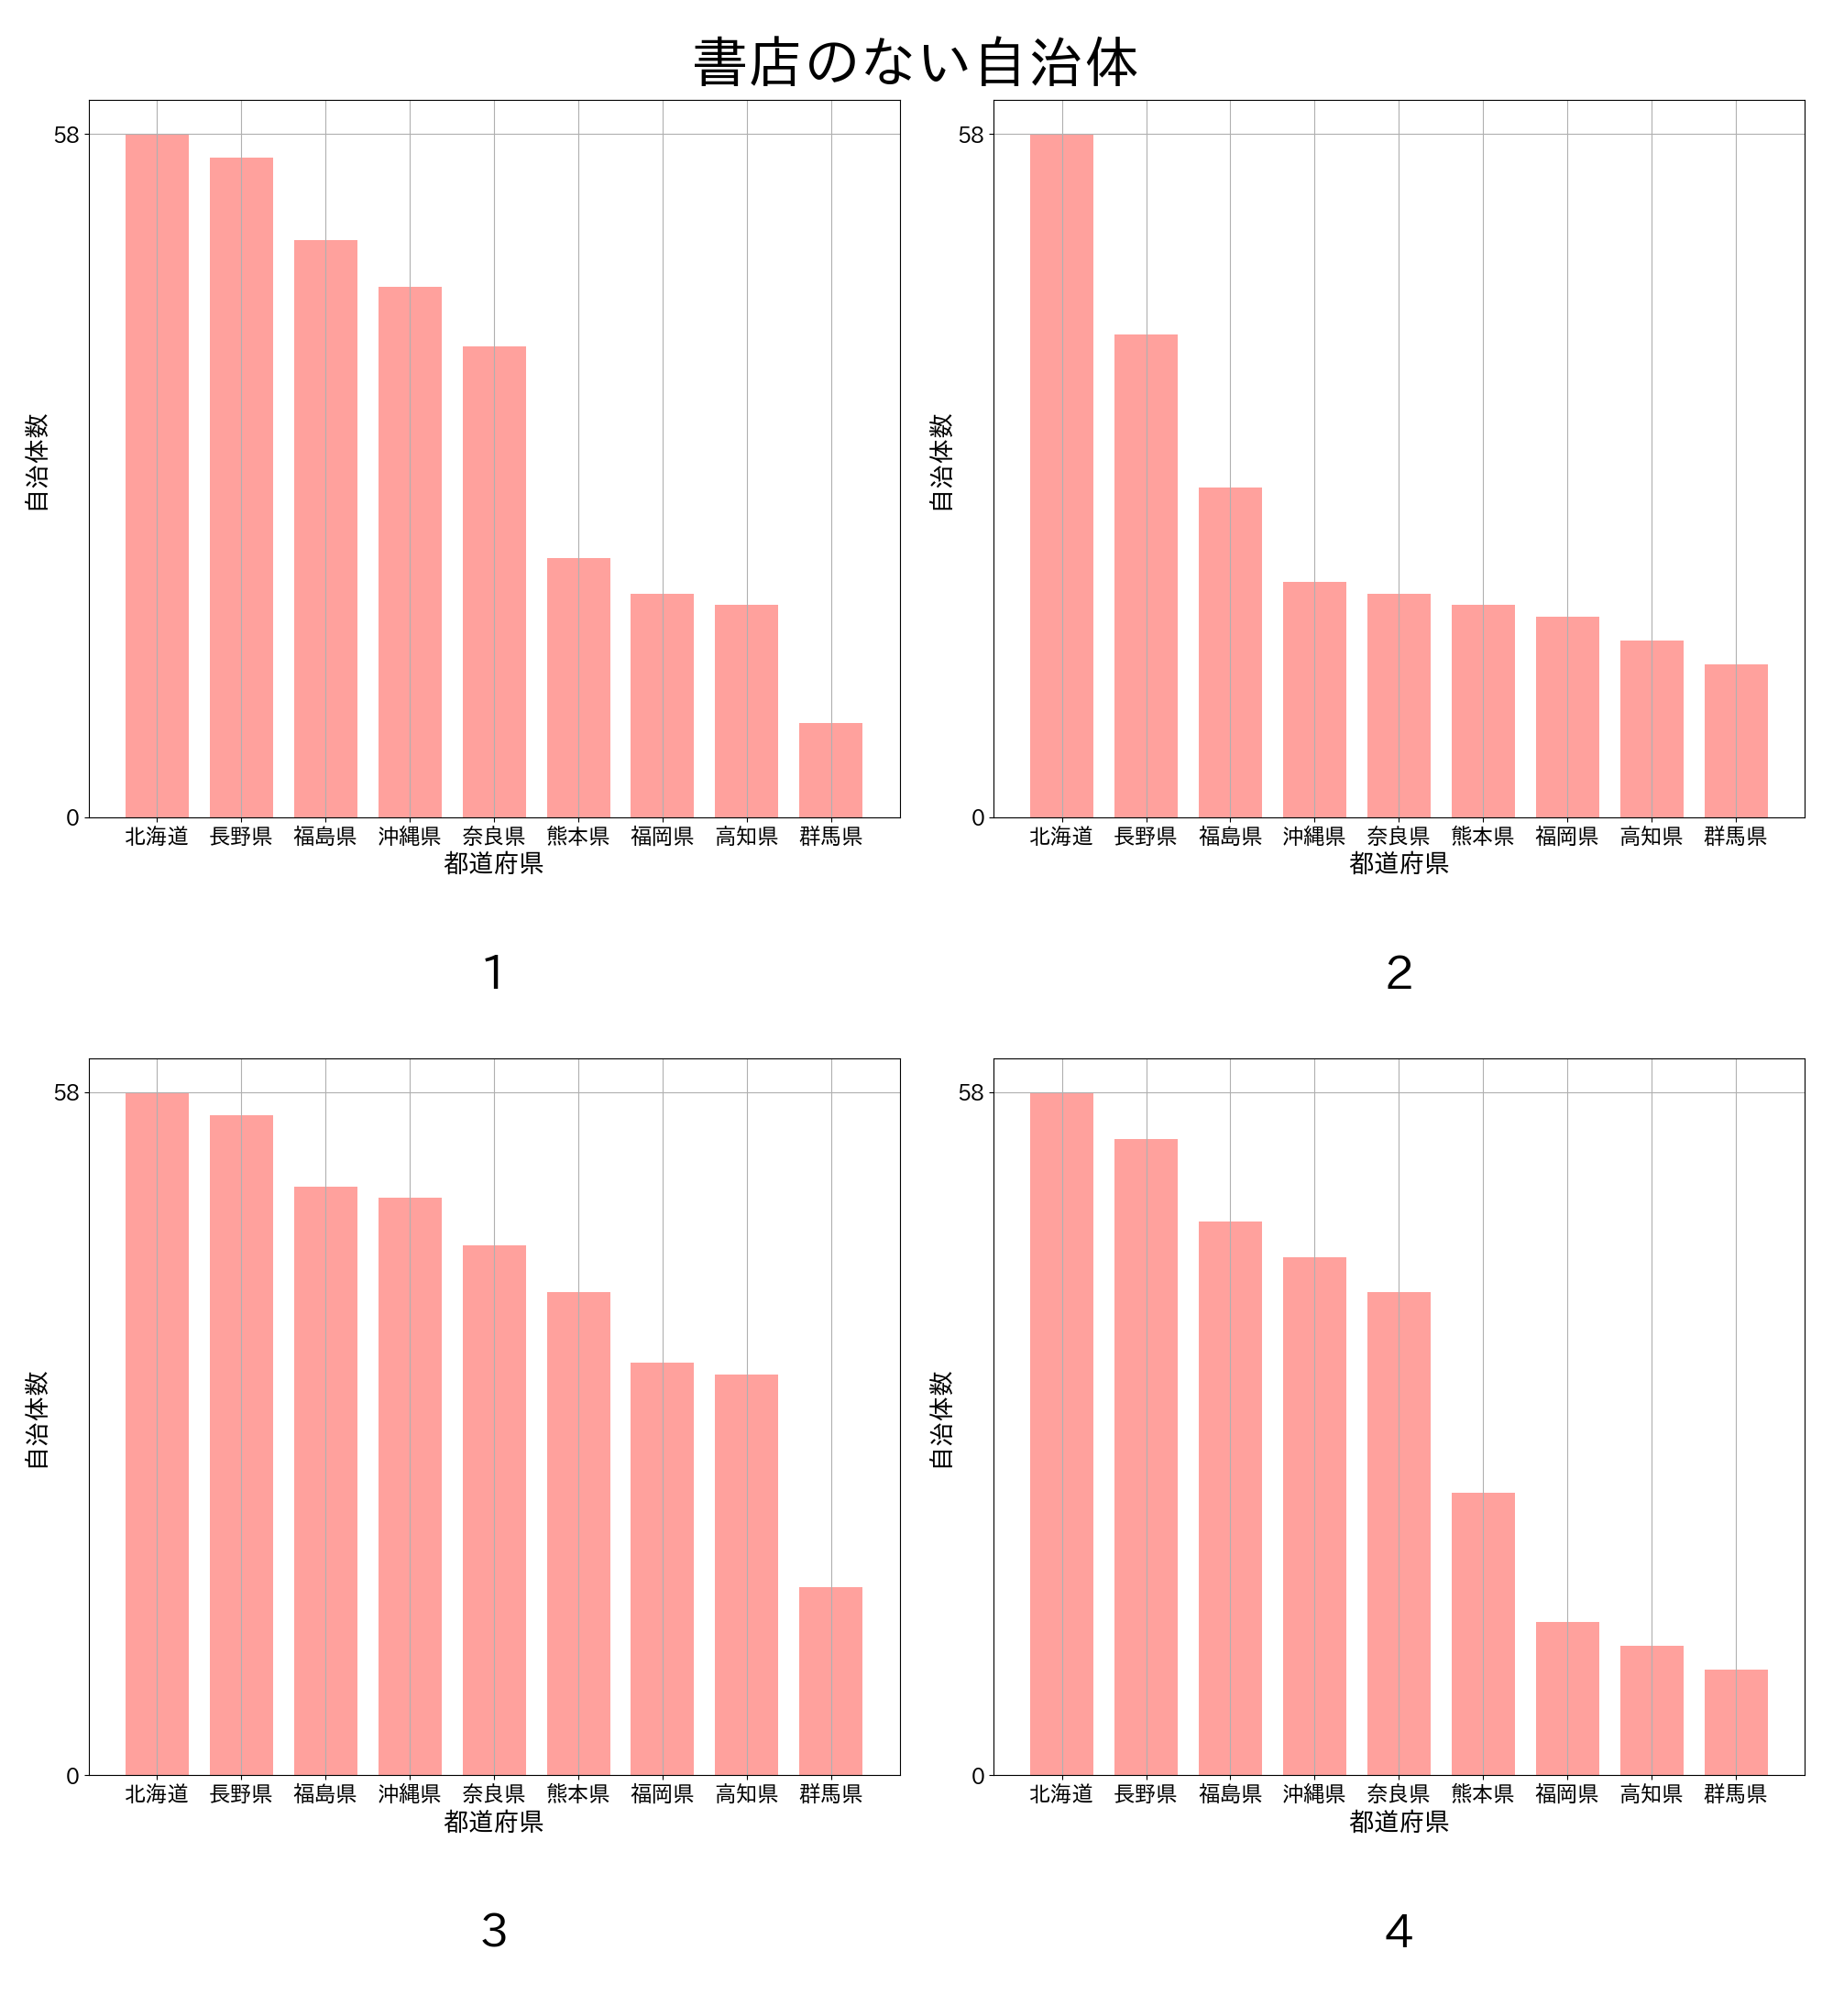 書店のない自治体
58
0
自治体数
北海道 長野県 福島県 沖縄県 奈良県 熊本県 福岡県 高知県 群馬県
都道府県
1
58
0
自治体数
北海道 長野県 福島県 沖縄県 奈良県 熊本県 福岡県 高知県 群馬県
都道府県
2
58
0
自治体数
北海道 長野県 福島県 沖縄県 奈良県 熊本県 福岡県 高知県 群馬県
都道府県
3
58
0
自治体数
北海道 長野県 福島県 沖縄県 奈良県 熊本県 福岡県 高知県 群馬県
都道府県
4